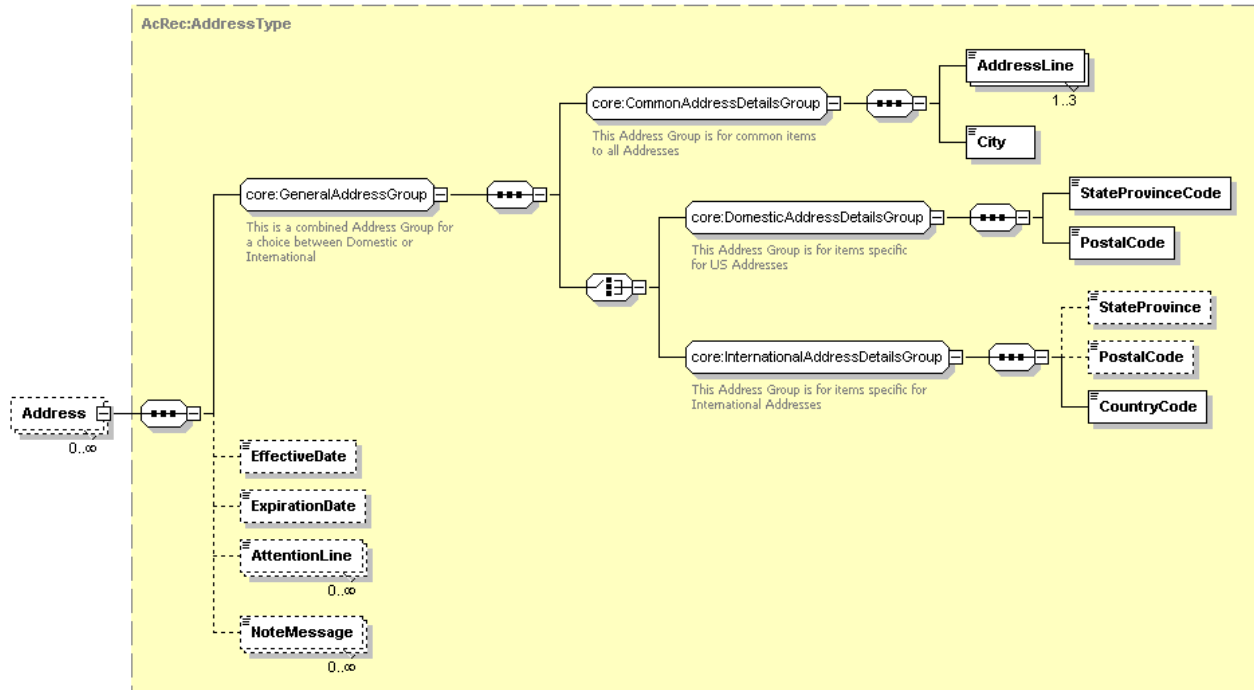 AcRec:AddressType
AddressLine
1..3
core:CommonAddressDetailsGroup
This Address Group is for common items
to all Addresses
City
core:GeneralAddressGroup
This is a combined Address Group for
a choice between Domestic or
International
StateProvinceCode
core:DomesticAddressDetailsGroup
This Address Group is for items specific
for US Addresses
PostalCode
StateProvince
core:InternationalAddressDetailsGroup
This Address Group is for items specific for
International Addresses
PostalCode
CountryCode
Address
0..∞
EffectiveDate
ExpirationDate
AttentionLine
0..∞
NoteMessage
0..∞